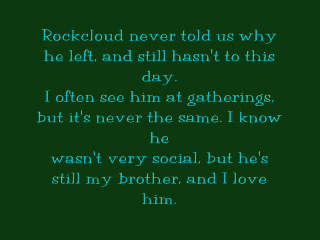 Rockcloud never told us why
he left, and still hasn't to this
day.
I often see him at gatherings,
but it's never the same. I know
he
wasn't very social, but he's
still my brother, and I love
him.